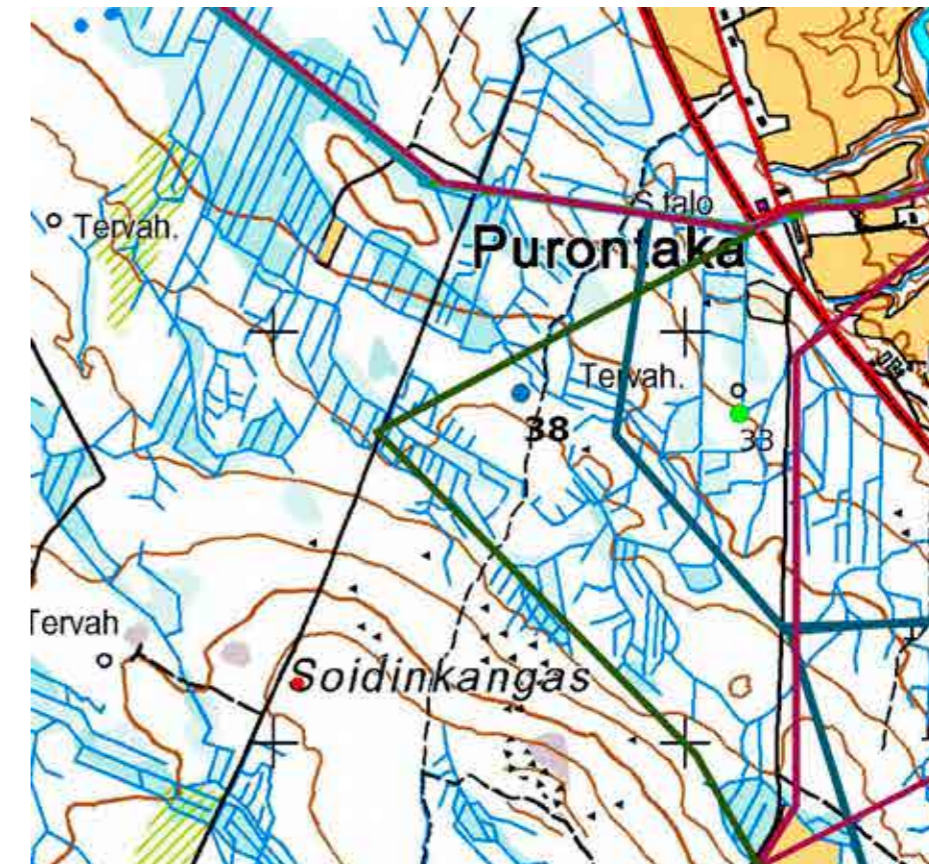 S.talo
Tervah.
Purontaka
Tervah.
38
33
Tervah
Soidinkangas